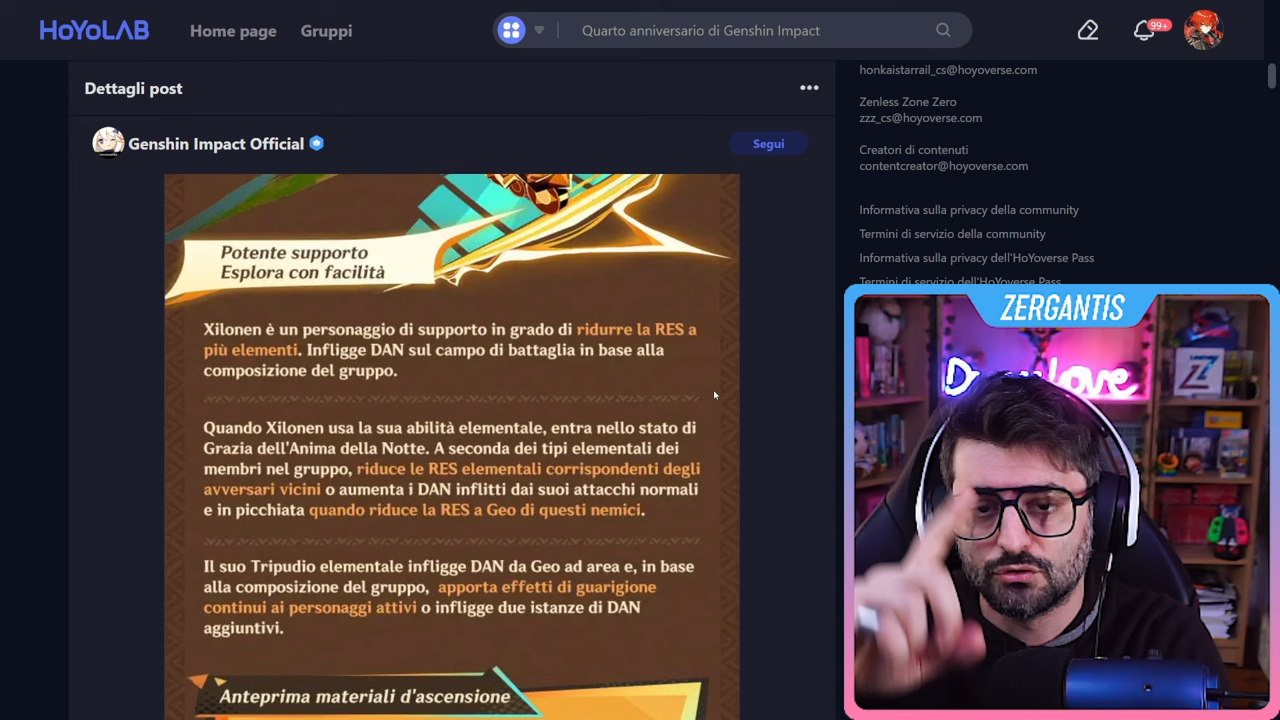 HoYoLAB
Home page
Gruppi
Quarto anniversario di Genshin Impact
99+
Dettagli post
Genshin Impact Official
Segui
Potente supporto
Esplora con facilità
Xilonen è un personaggio di supporto in grado di ridurre la RES a
più elementi. Infligge DAN sul campo di battaglia in base alla
composizione del gruppo.
Quando Xilonen usa la sua abilità elementale, entra nello stato di
Grazia dell'Anima della Notte. A seconda dei tipi elementali dei
membri nel gruppo, riduce le RES elementali corrispondenti degli
avversari vicini o aumenta i DAN inflitti dai suoi attacchi normali
e in picchiata quando riduce la RES a Geo di questi nemici.
Il suo Tripudio elementale infligge DAN da Geo ad area e, in base
alla composizione del gruppo, apporta effetti di guarigione
continui ai personaggi attivi o infligge due istanze di DAN
aggiuntivi.
Anteprima materiali d'ascensione
honkaistarrail_cs@hoyoverse.com
Zenless Zone Zero
zzz_cs@hoyoverse.com
Creatori di contenuti
contentcreator@hoyoverse.com
Informativa sulla privacy della community
Termini di servizio della community
Informativa sulla privacy dell'HoYoverse Pass
Termini di servizio dell'HoYoverse Pass
ZERGANTIS